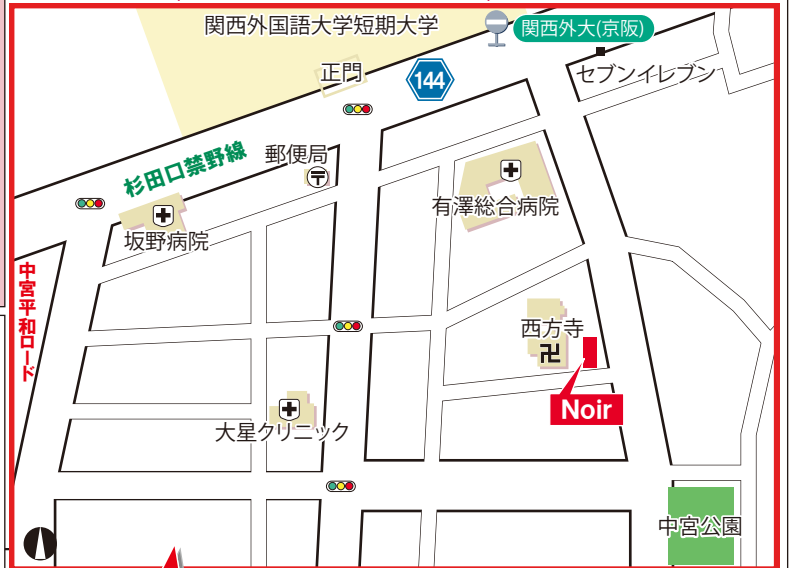 関西外国語大学短期大学
関西外大(京阪)
正門
144
セブンイレブン
杉田口禁野線
郵便局
〒
有澤総合病院
坂野病院
中宮平和ロード
西方寺
卍
Noir
大星クリニック
中宮公園